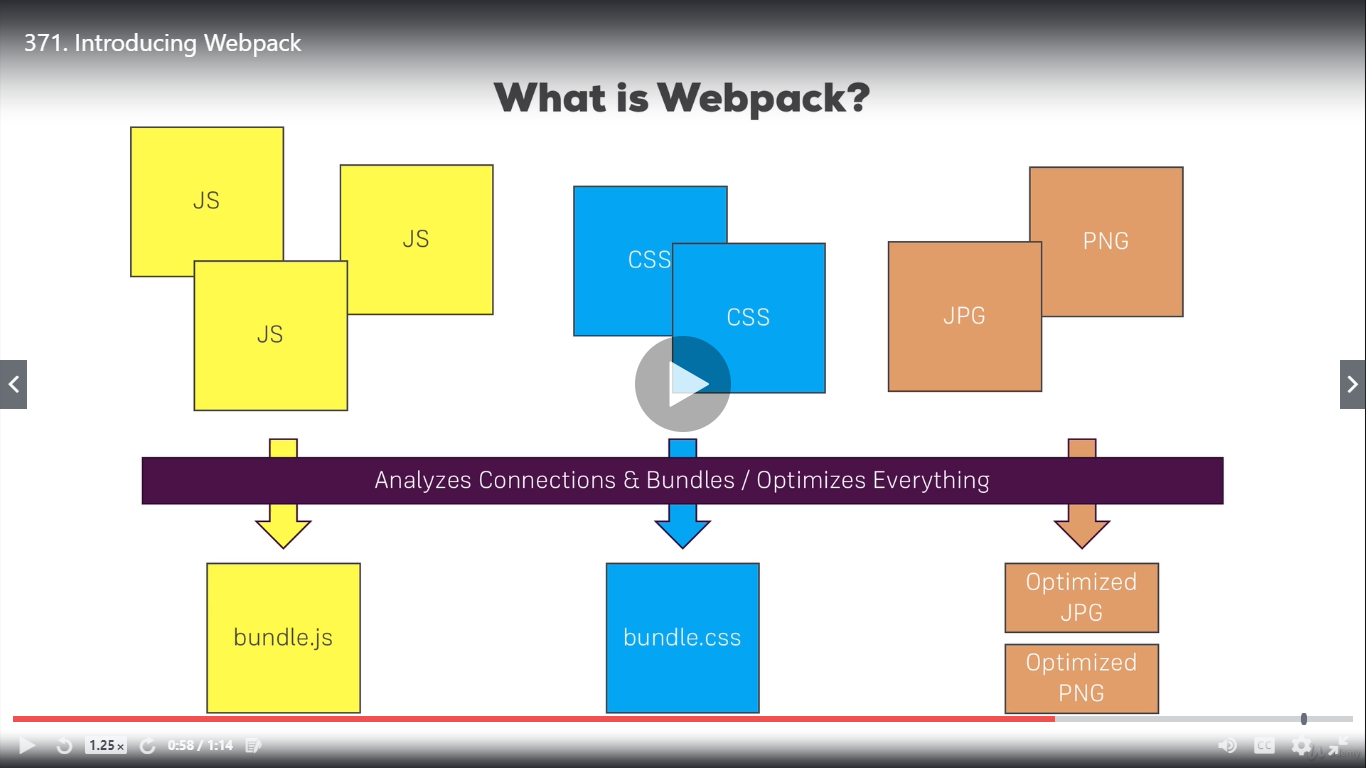 371. Introducing Webpack
What is Webpack?
JS
JS
JS
CSS
CSS
PNG
JPG
Analyzes Connections & Bundles / Optimizes Everything
bundle.js
bundle.css
Optimized
JPG
Optimized
PNG
1.25x
0:58 / 1:14
CC